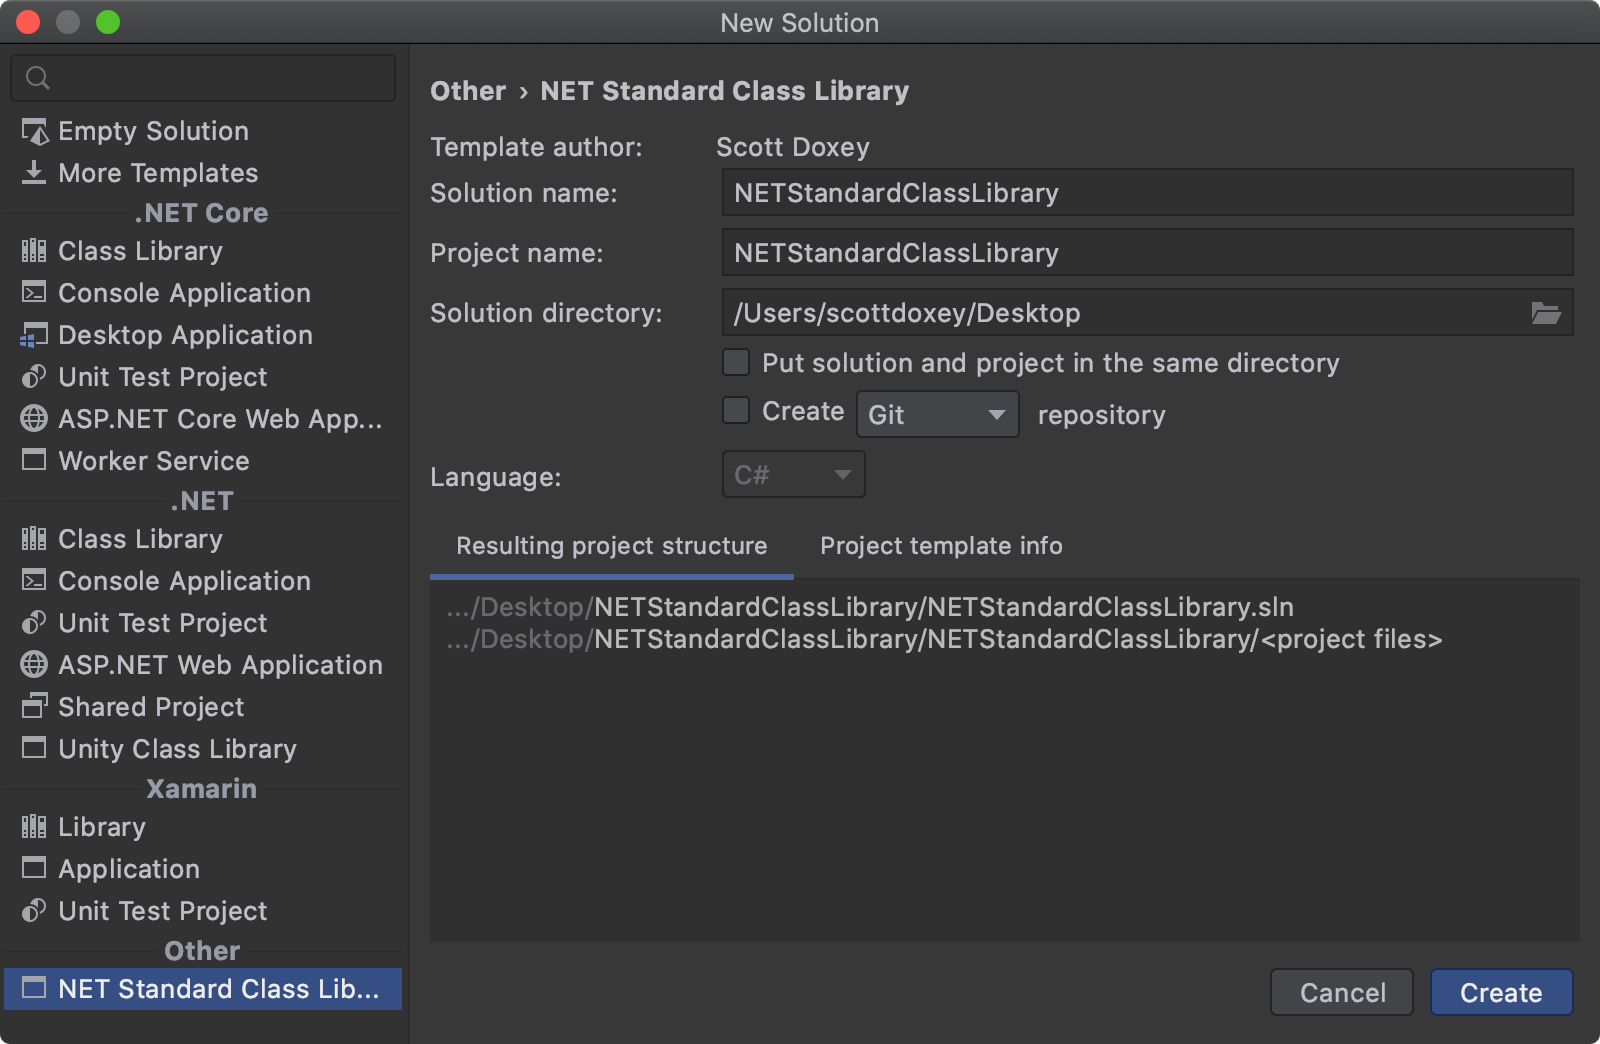 New Solution
Empty Solution
More Templates
.NET Core
Class Library
Console Application
Desktop Application
Unit Test Project
ASP.NET Core Web App...
Worker Service
.NET
Class Library
Console Application
Unit Test Project
ASP.NET Web Application
Shared Project
Unity Class Library
Xamarin
Library
Application
Unit Test Project
Other
NET Standard Class Lib...
Other › NET Standard Class Library
Template author: Scott Doxey
Solution name: NETStandardClassLibrary
Project name: NETStandardClassLibrary
Solution directory: /Users/scottdoxey/Desktop
Put solution and project in the same directory
Create Git repository
Language: C#
Resulting project structure Project template info
.../Desktop/NETStandardClassLibrary/NETStandardClassLibrary.sln
.../Desktop/NETStandardClassLibrary/NETStandardClassLibrary/<project files>
Cancel Create